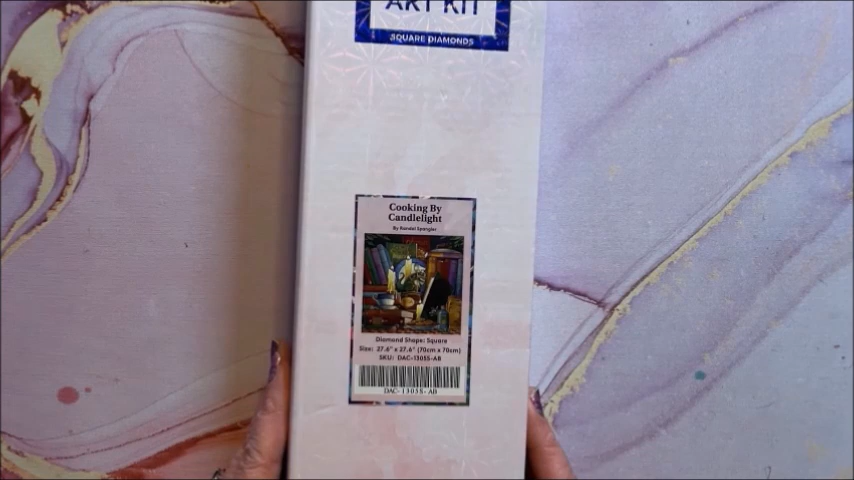 ART KIT
SQUARE DIAMONDS
Cooking By
Candlelight
By Randal Spangler
Diamond Shape: Square
Size: 27.6" x 27.6" (70cm x 70cm)
SKU: DAC-13055-AB
DAC-13055-AB